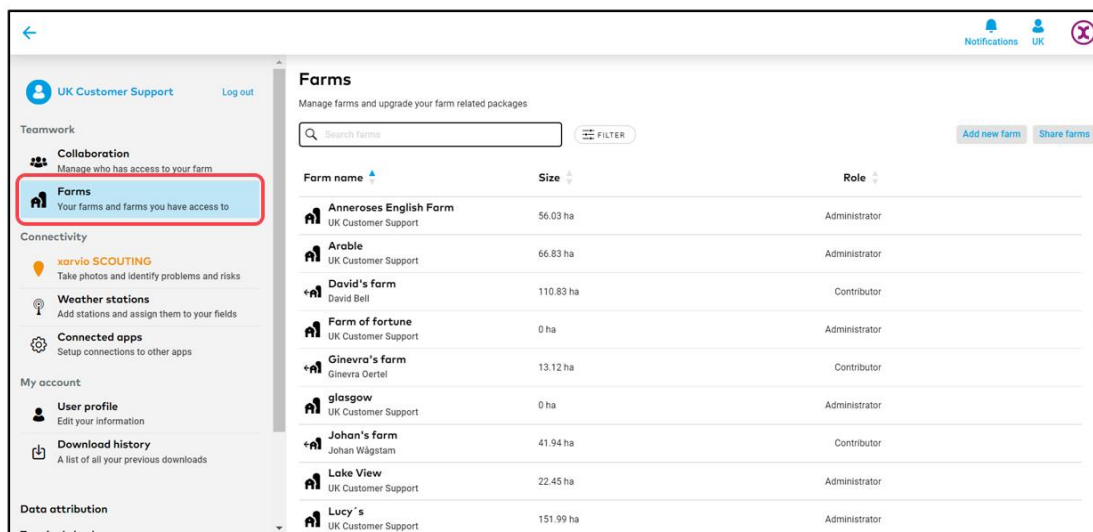 Notifications
UK
UK Customer Support
Log out
Teamwork
Collaboration
Manage who has access to your farm
Farms
Your farms and farms you have access to
Connectivity
xarvio SCOUTING
Take photos and identify problems and risks
Weather stations
Add stations and assign them to your fields
Connected apps
Setup connections to other apps
My account
User profile
Edit your information
Download history
A list of all your previous downloads
Data attribution
Farms
Manage farms and upgrade your farm related packages
Search farms
FILTER
Add new farm
Share farms
Farm name Size Role
Anneroses English Farm
UK Customer Support
56.03 ha
Administrator
Arable
UK Customer Support
66.83 ha
Administrator
David's farm
David Bell
110.83 ha
Contributor
Farm of fortune
UK Customer Support
0 ha
Administrator
Ginevra's farm
Ginevra Oertel
13.12 ha
Contributor
glasgow
UK Customer Support
0 ha
Administrator
Johan's farm
Johan Wågstam
41.94 ha
Contributor
Lake View
UK Customer Support
22.45 ha
Administrator
Lucy´s
UK Customer Support
151.99 ha
Administrator